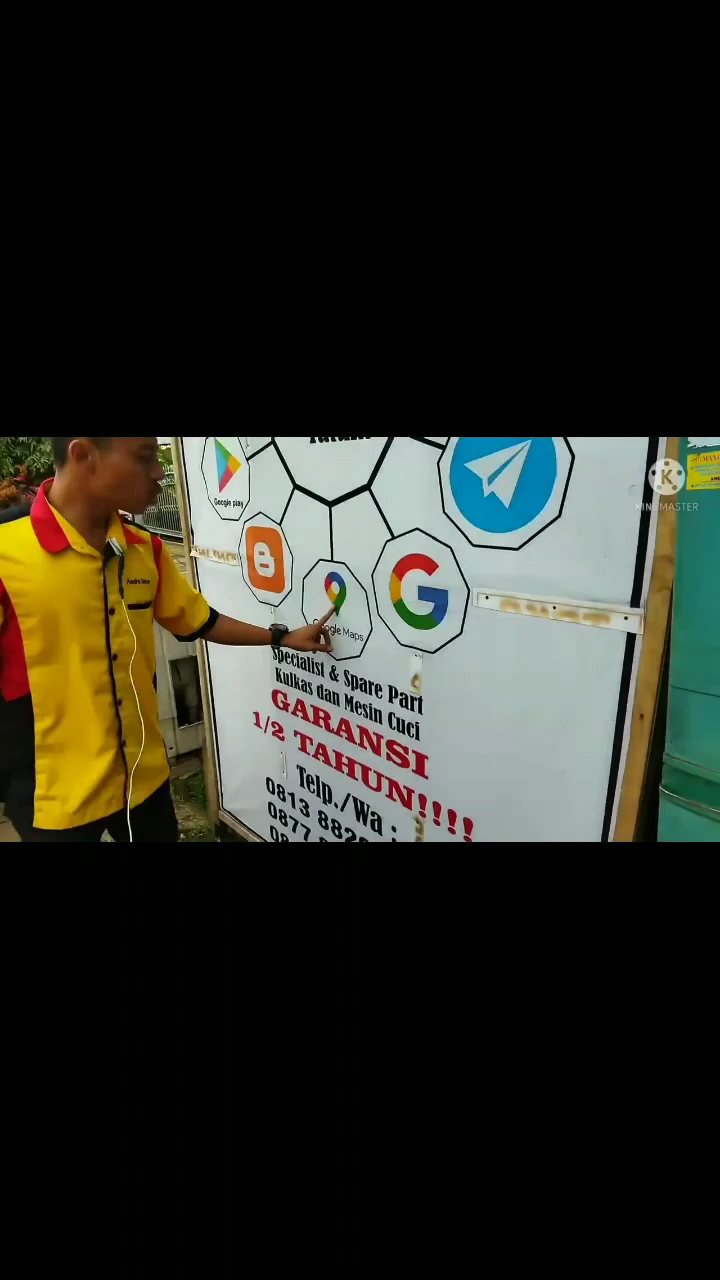 Google play
B
G
K
KINEMASTER
Google Maps
Specialist & Spare Part
Kulkas dan Mesin Cuci
GARANSI
1/2 TAHUN!!!!
Telp./Wa :
0813 882
0877